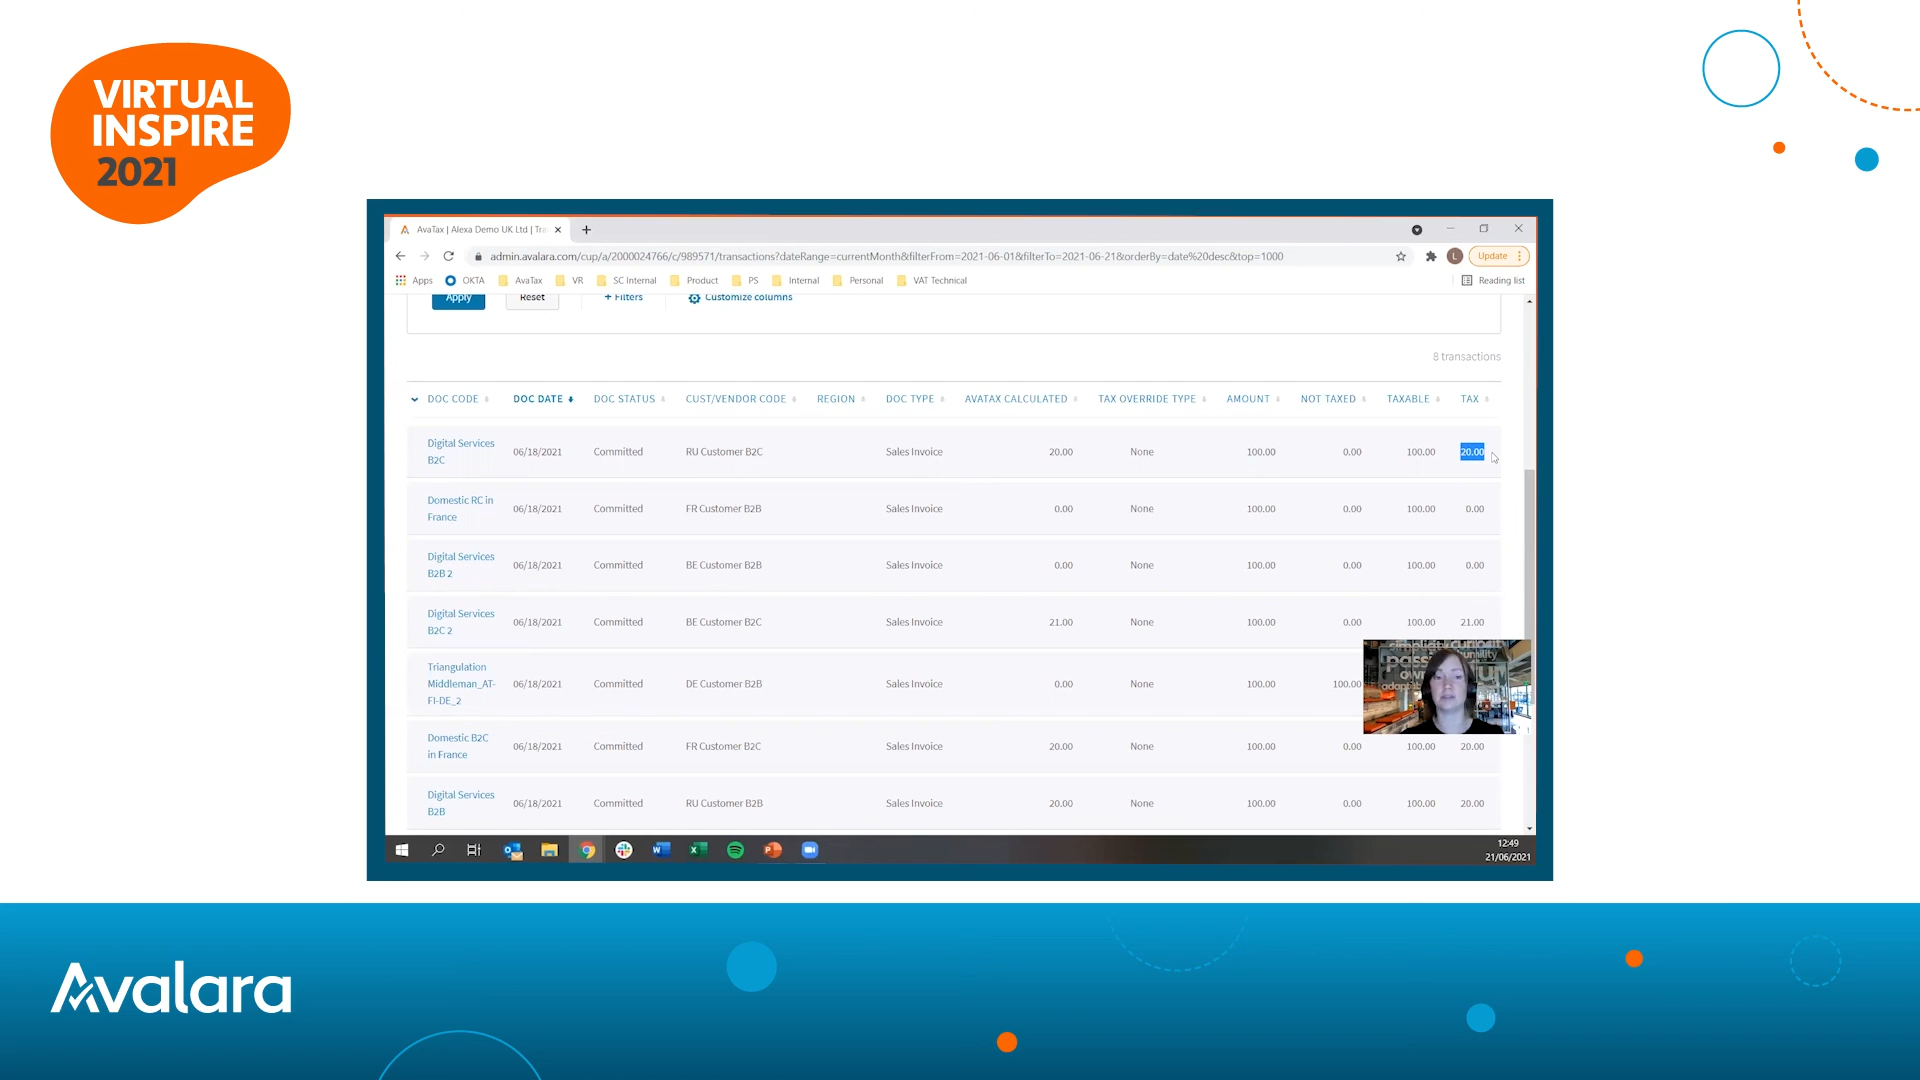 VIRTUAL
INSPIRE
2021
AvaTax | Alexa Demo UK Ltd | Tra
admin.avalara.com/cup/a/2000024766/c/989571/transactions?dateRange=currentMonth&filterFrom=2021-06-01&filterTo=2021-06-21&orderBy=date%20desc&top=1000
L
Update
Apps OKTA AvaTax VR SC Internal Product PS Internal Personal VAT Technical Reading list
Apply Reset + Filters Customize columns
8 transactions
DOC CODE DOC DATE DOC STATUS CUST/VENDOR CODE REGION DOC TYPE AVATAX CALCULATED TAX OVERRIDE TYPE AMOUNT NOT TAXED TAXABLE TAX
Digital Services
B2C 06/18/2021 Committed RU Customer B2C Sales Invoice 20.00 None 100.00 0.00 100.00 20.00
Domestic RC in
France 06/18/2021 Committed FR Customer B2B Sales Invoice 0.00 None 100.00 0.00 100.00 0.00
Digital Services
B2B 2 06/18/2021 Committed BE Customer B2B Sales Invoice 0.00 None 100.00 0.00 100.00 0.00
Digital Services
B2C 2 06/18/2021 Committed BE Customer B2C Sales Invoice 21.00 None 100.00 0.00 100.00 21.00
Triangulation
Middleman_AT- 06/18/2021 Committed DE Customer B2B Sales Invoice 0.00 None 100.00 100.00
FI-DE_2
Domestic B2C
in France 06/18/2021 Committed FR Customer B2C Sales Invoice 20.00 None 100.00 0.00 100.00 20.00
Digital Services
B2B 06/18/2021 Committed RU Customer B2B Sales Invoice 20.00 None 100.00 0.00 100.00 20.00
12:49
21/06/2021
Avalara